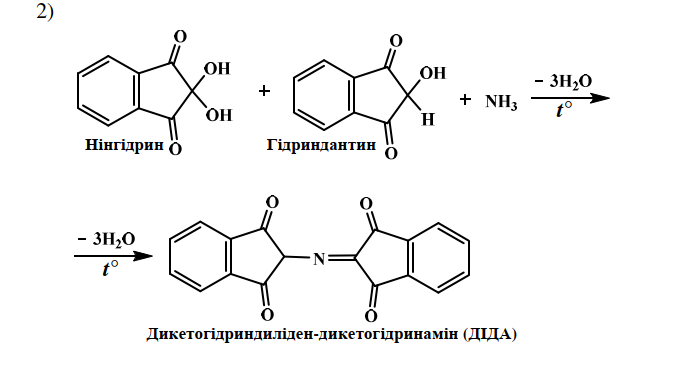 2)
O O
OH OH
+ + NH₃ − 3H₂O
OH H t°
Нінгідрин O Гідриндантин O
O O
− 3H₂O
t° N
O O
Дикетогідриндиліден-дикетогідринамін (ДІДА)